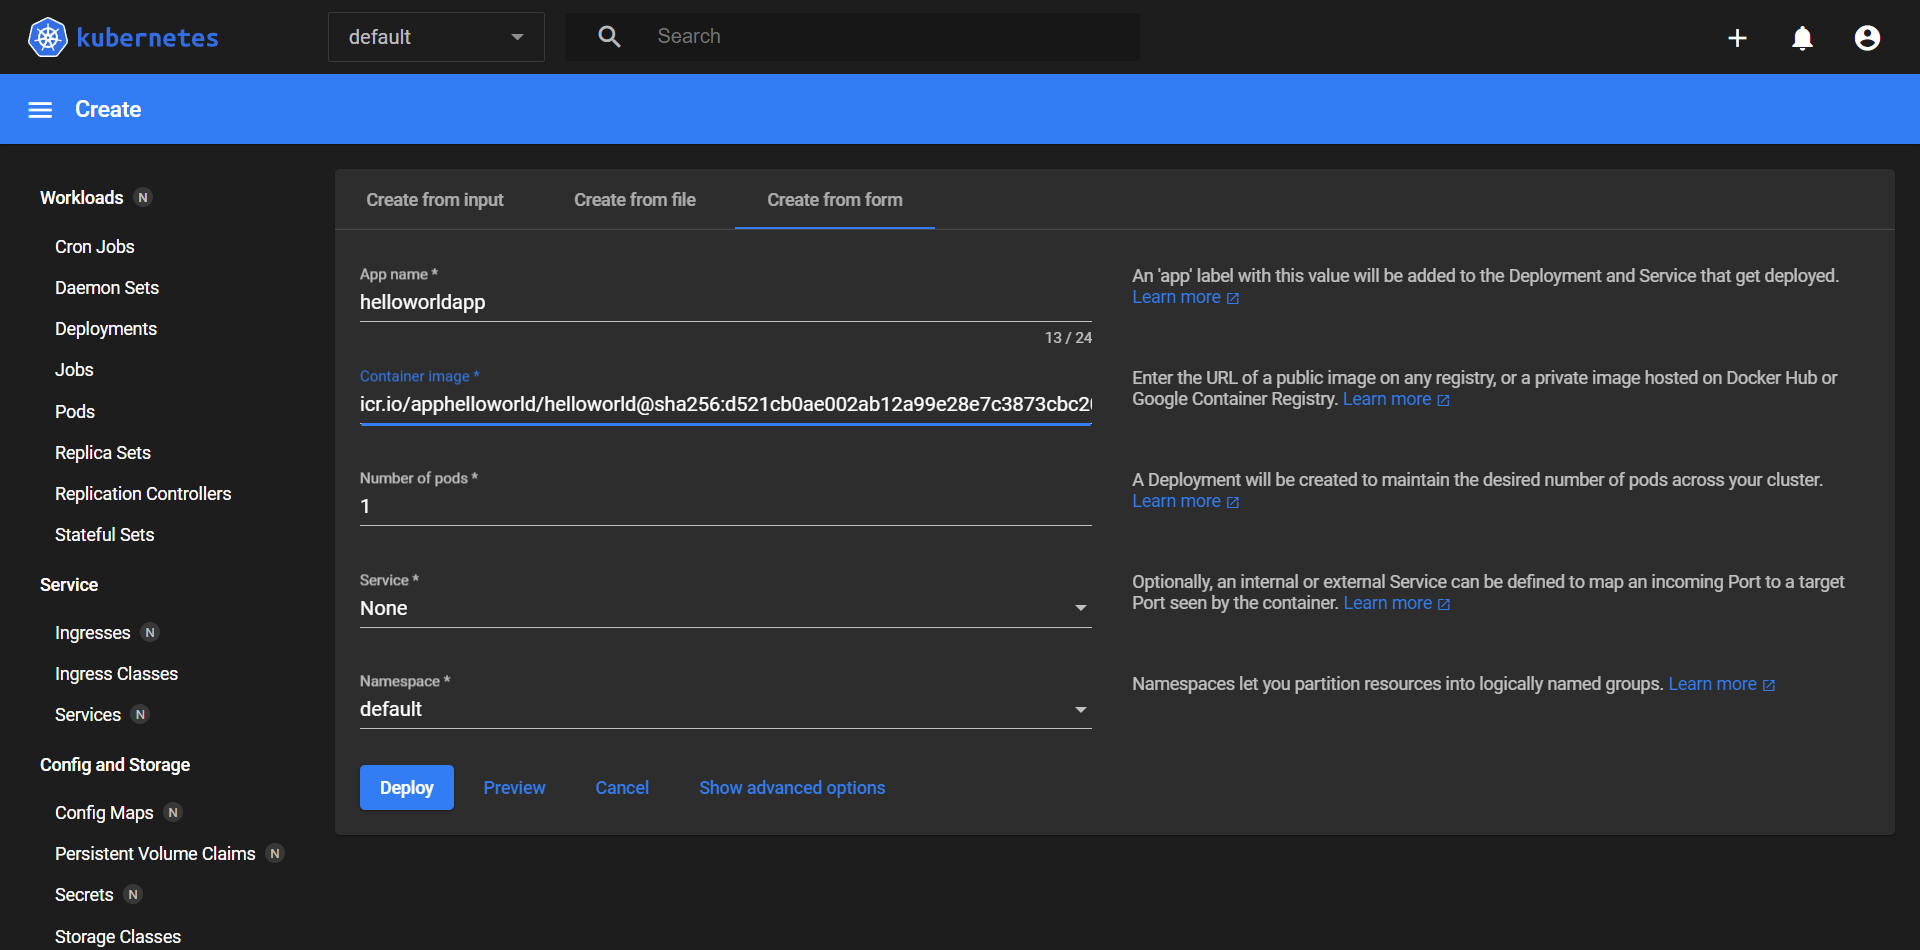 kubernetes
default
Search
Create
Workloads N
Cron Jobs
Daemon Sets
Deployments
Jobs
Pods
Replica Sets
Replication Controllers
Stateful Sets
Service
Ingresses N
Ingress Classes
Services N
Config and Storage
Config Maps N
Persistent Volume Claims N
Secrets N
Storage Classes
Create from input
Create from file
Create from form
App name *
helloworldapp
13 / 24
An 'app' label with this value will be added to the Deployment and Service that get deployed.
Learn more
Container image *
icr.io/apphelloworld/helloworld@sha256:d521cb0ae002ab12a99e28e7c3873cbc2
Enter the URL of a public image on any registry, or a private image hosted on Docker Hub or
Google Container Registry. Learn more
Number of pods *
1
A Deployment will be created to maintain the desired number of pods across your cluster.
Learn more
Service *
None
Optionally, an internal or external Service can be defined to map an incoming Port to a target
Port seen by the container. Learn more
Namespace *
default
Namespaces let you partition resources into logically named groups. Learn more
Deploy
Preview
Cancel
Show advanced options